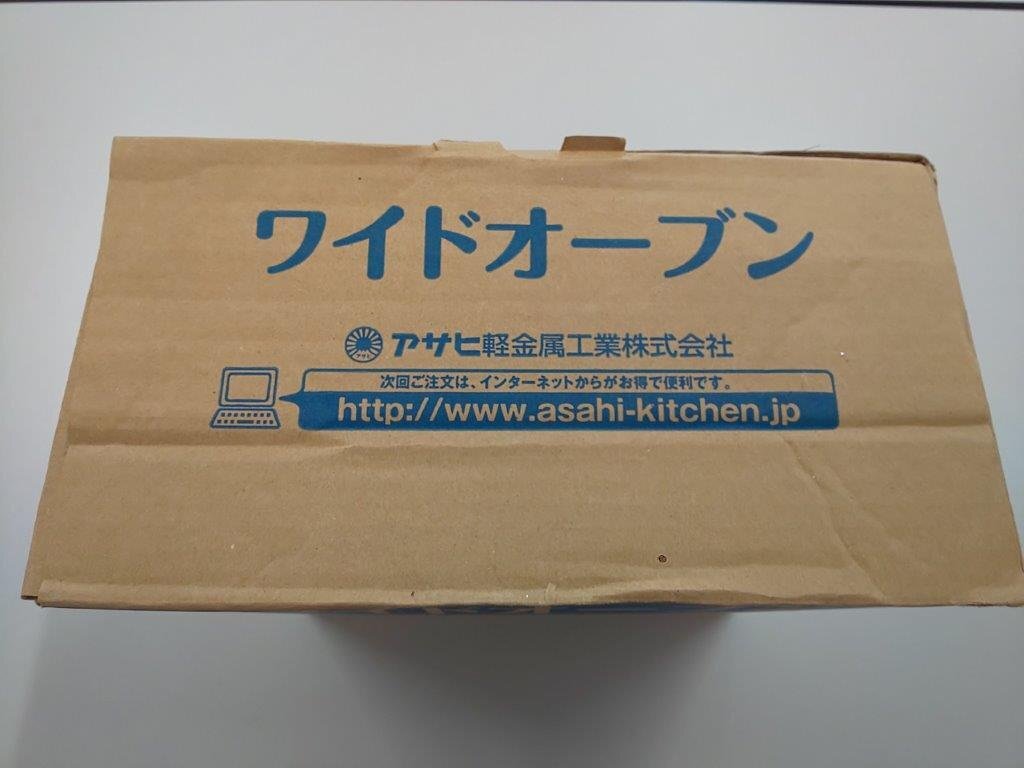 ワイドオーブン
アサヒ軽金属工業株式会社
次回ご注文は、インターネットからがお得で便利です。
http://www.asahi-kitchen.jp